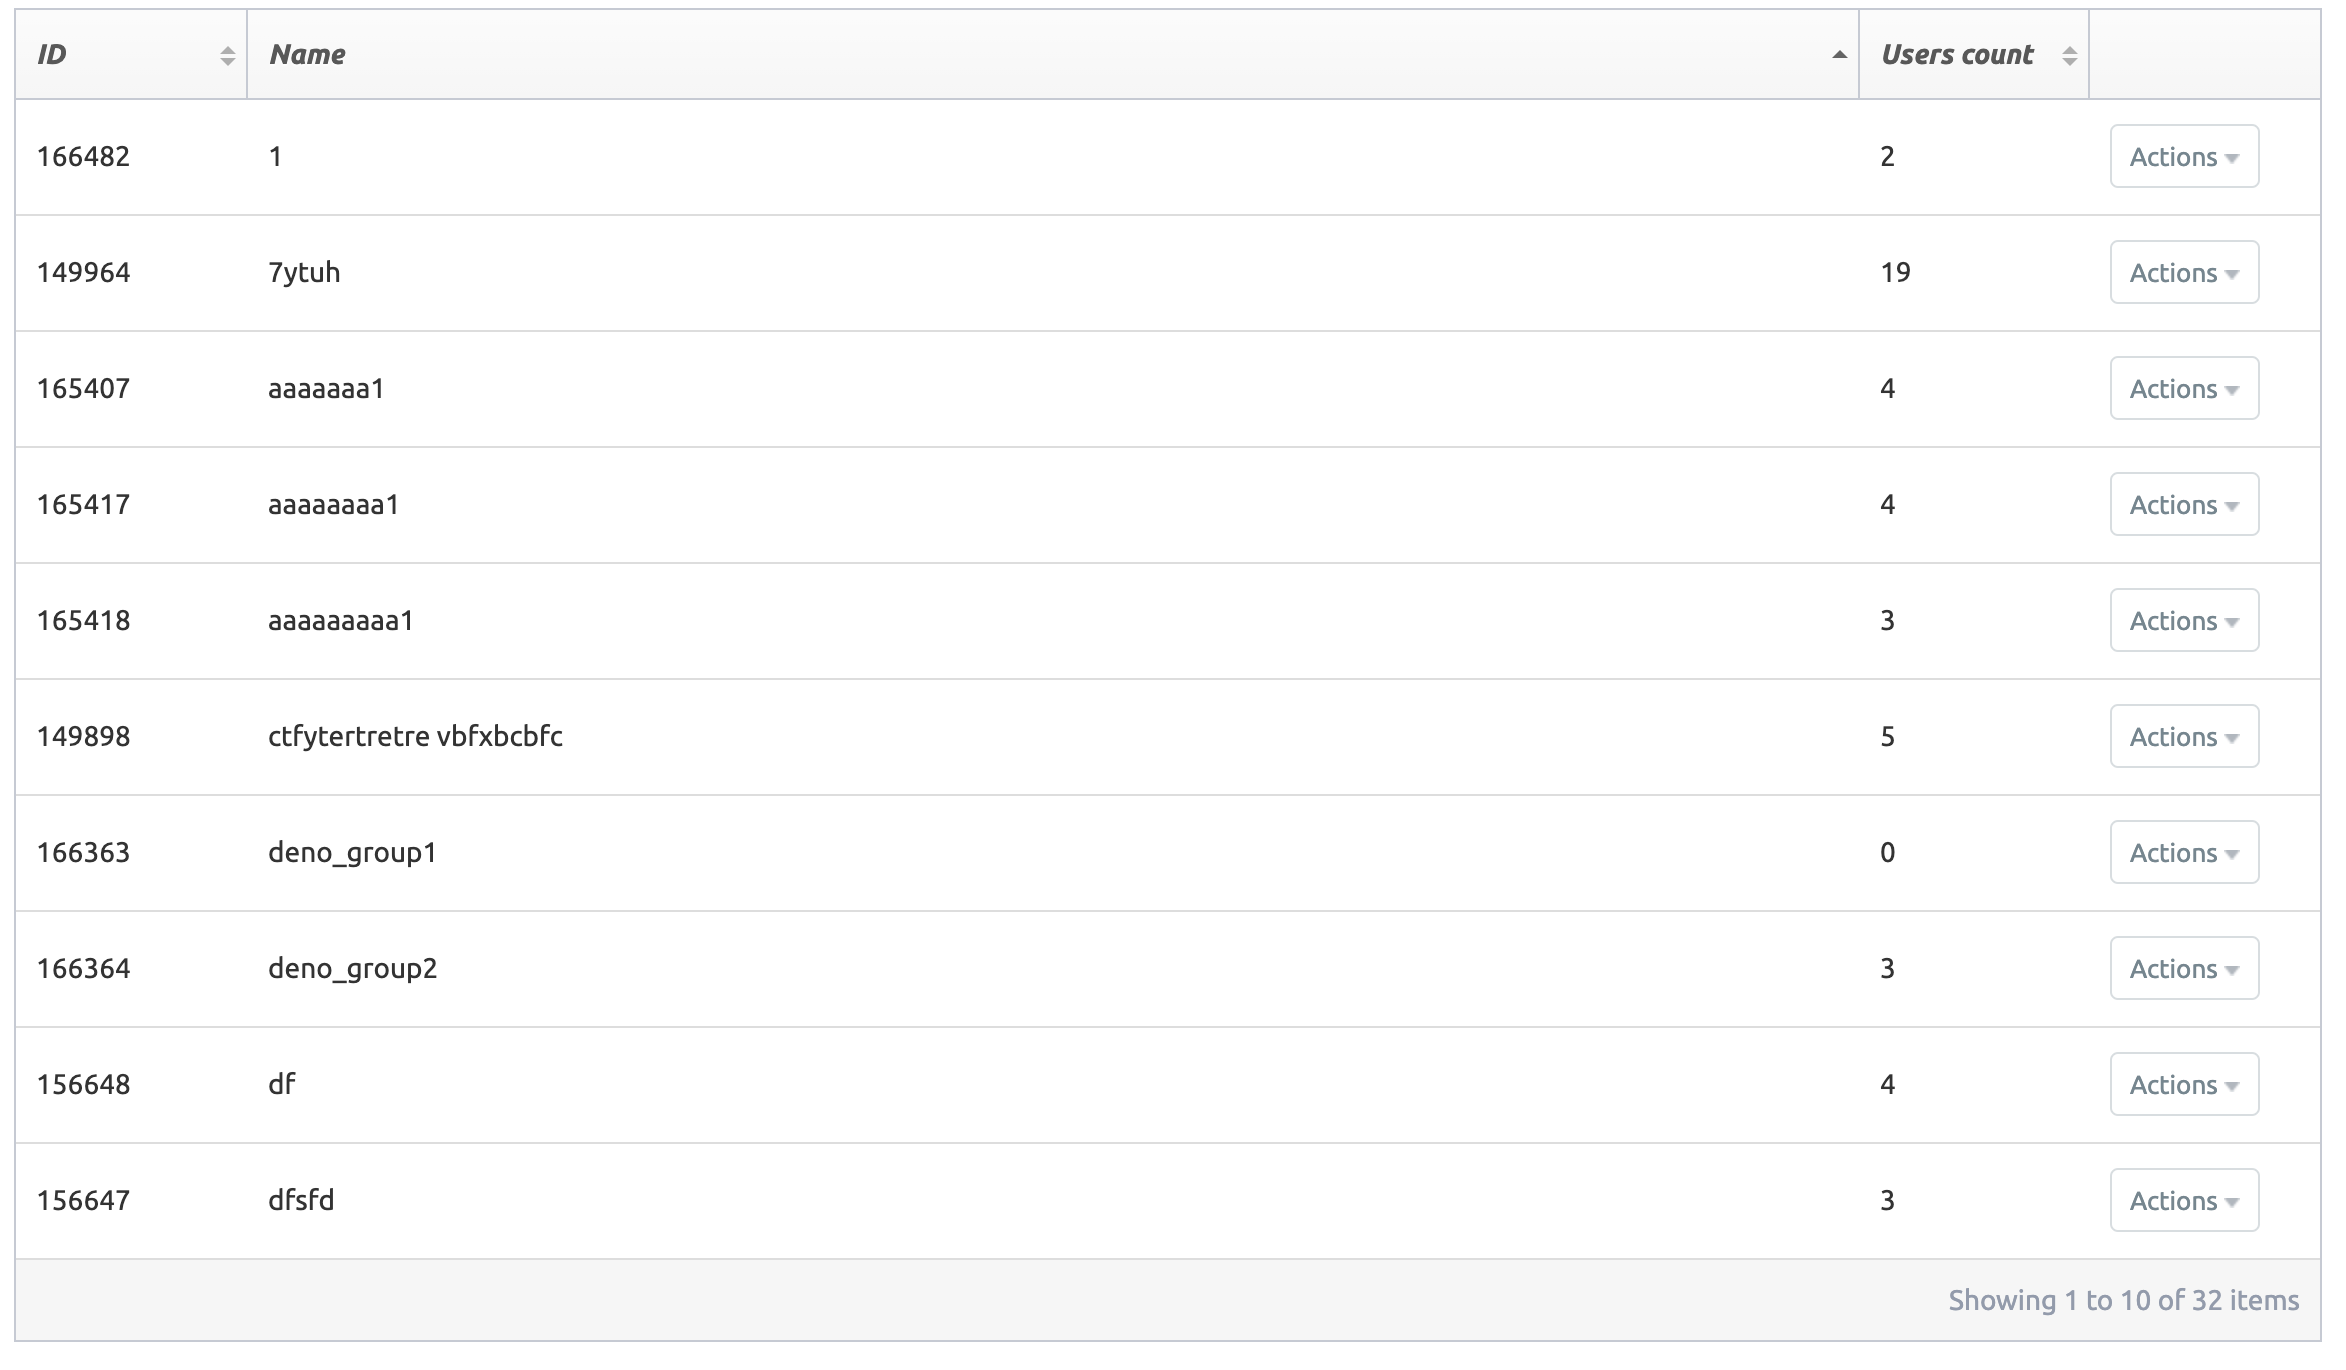 ID Name Users count
166482 1 2 Actions
149964 7ytuh 19 Actions
165407 aaaaaaa1 4 Actions
165417 aaaaaaaa1 4 Actions
165418 aaaaaaaaa1 3 Actions
149898 ctfytertretre vbfxbcbfc 5 Actions
166363 deno_group1 0 Actions
166364 deno_group2 3 Actions
156648 df 4 Actions
156647 dfsfd 3 Actions
Showing 1 to 10 of 32 items